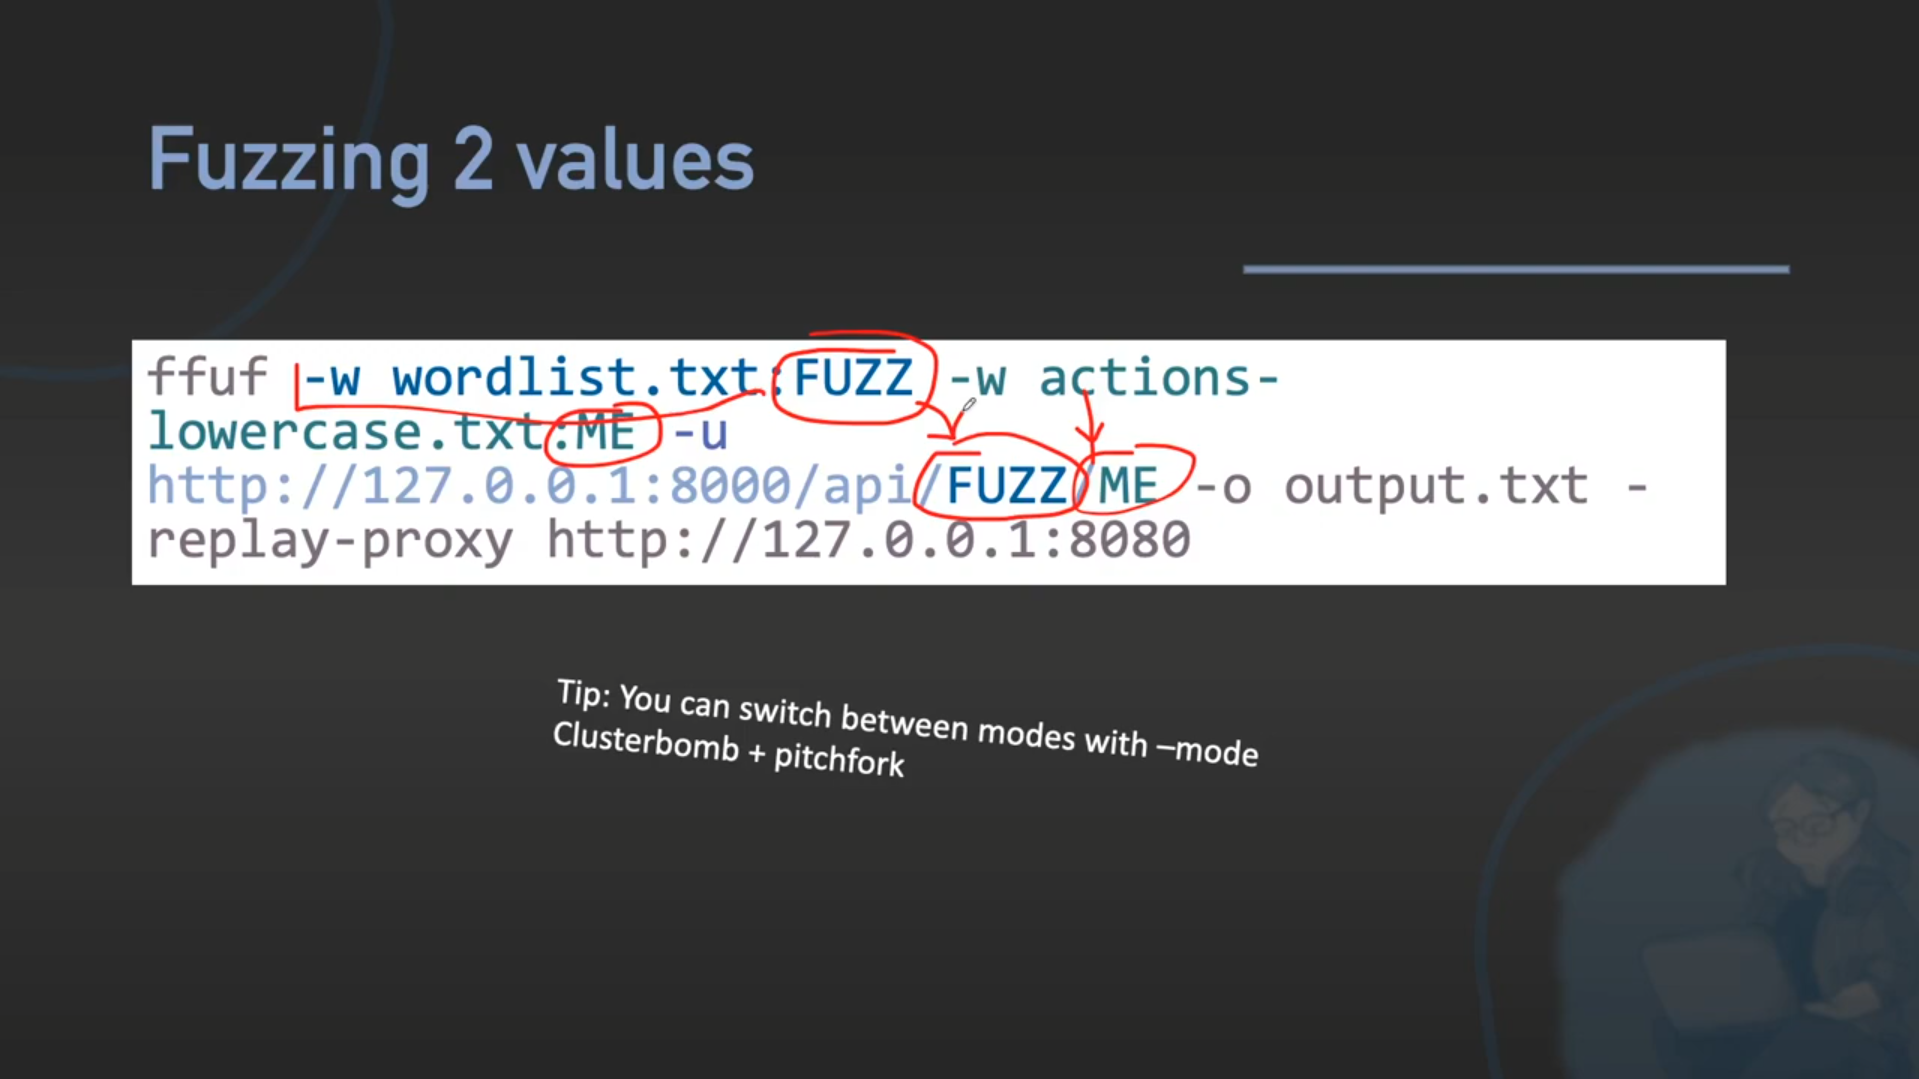 Fuzzing 2 values
ffuf -w wordlist.txt:FUZZ -w actions-
lowercase.txt:ME -u
http://127.0.0.1:8000/api/FUZZ/ME -o output.txt -
replay-proxy http://127.0.0.1:8080
Tip: You can switch between modes with –mode
Clusterbomb + pitchfork